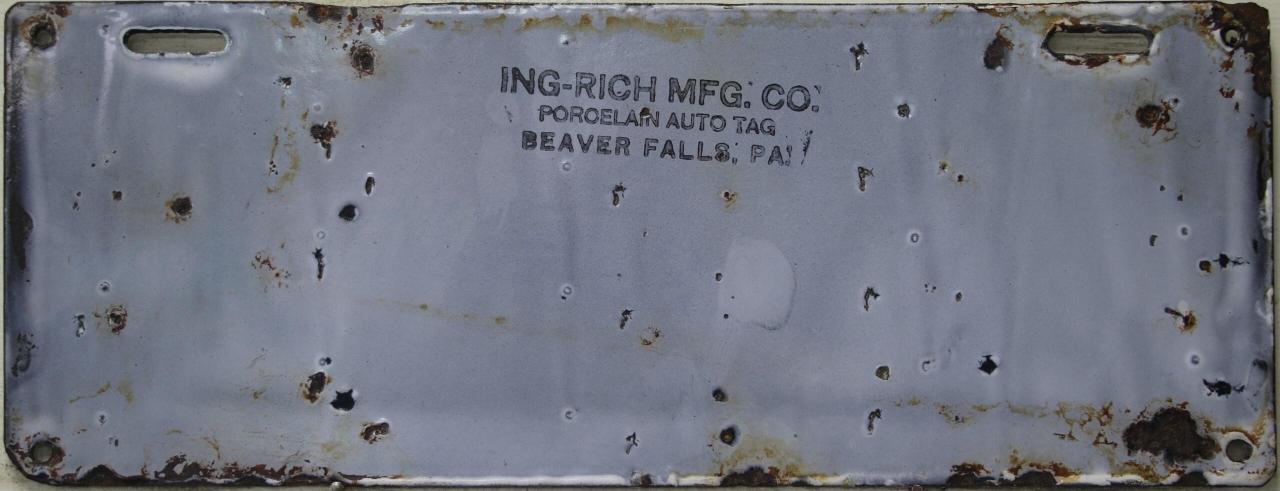 ING-RICH MFG. CO.
PORCELAIN AUTO TAG
BEAVER FALLS, PA.